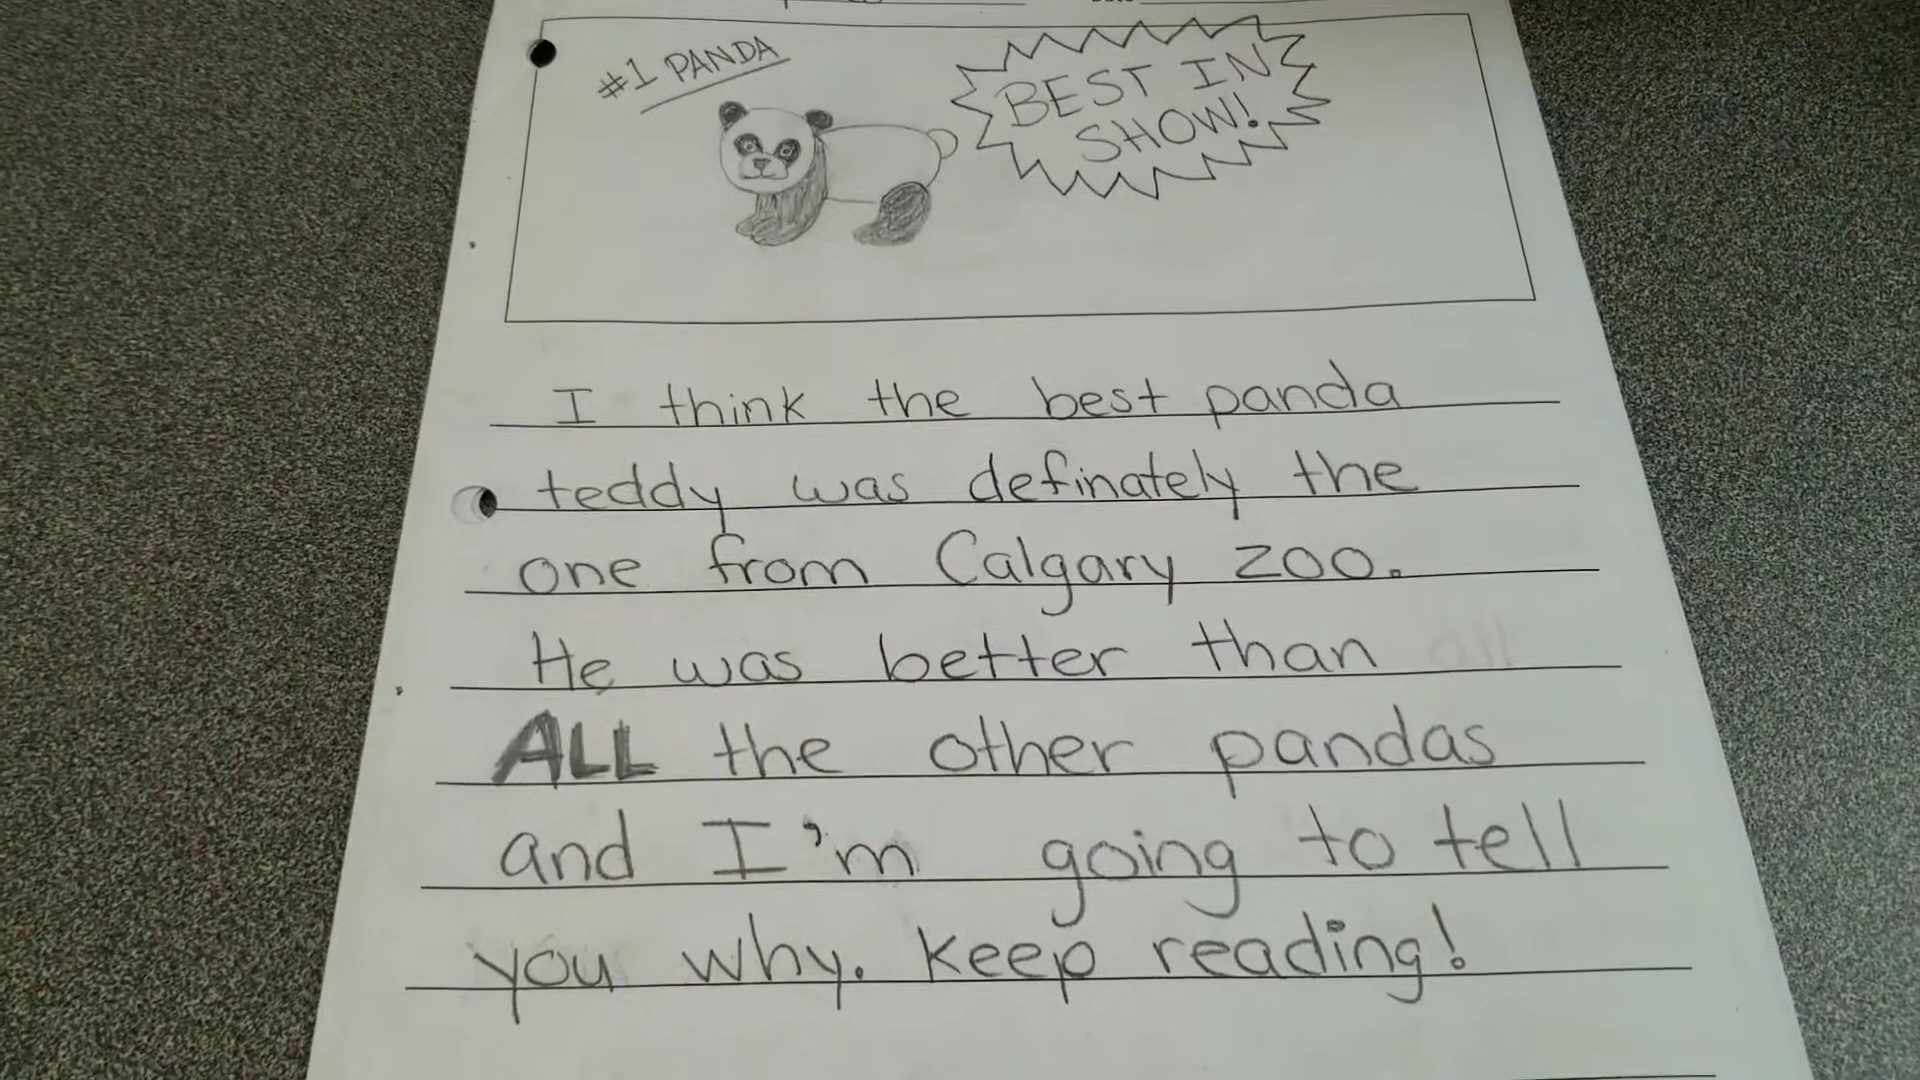 #1 PANDA
BEST IN
SHOW!
I think the best panda
teddy was definately the
one from Calgary zoo.
He was better than all
ALL the other pandas
and I'm going to tell
you why. Keep reading!